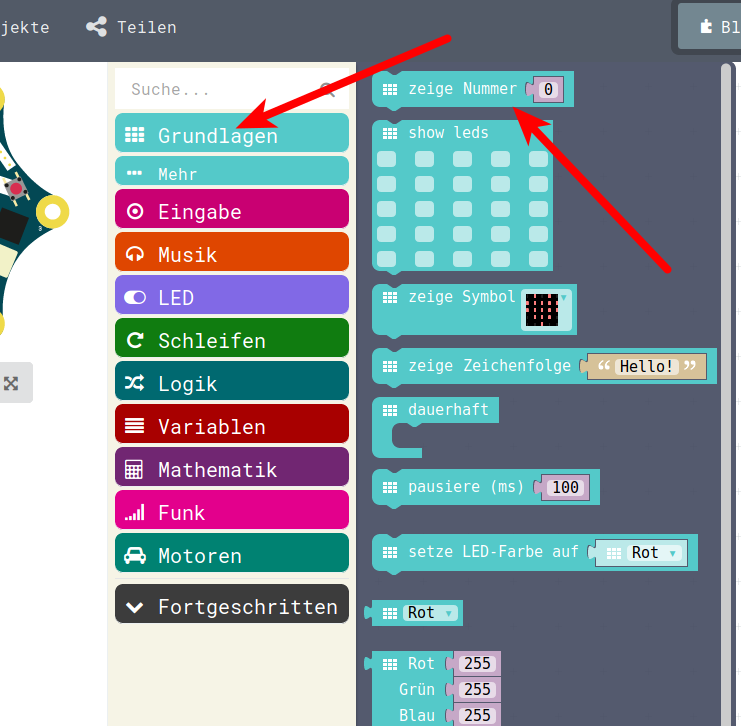 jekte
Teilen
Bl
Suche...
Grundlagen
Mehr
Eingabe
Musik
LED
Schleifen
Logik
Variablen
Mathematik
Funk
Motoren
Fortgeschritten
zeige Nummer 0
show leds
zeige Symbol
zeige Zeichenfolge “ Hello! ”
dauerhaft
pausiere (ms) 100
setze LED-Farbe auf Rot
Rot
Rot 255
Grün 255
Blau 255